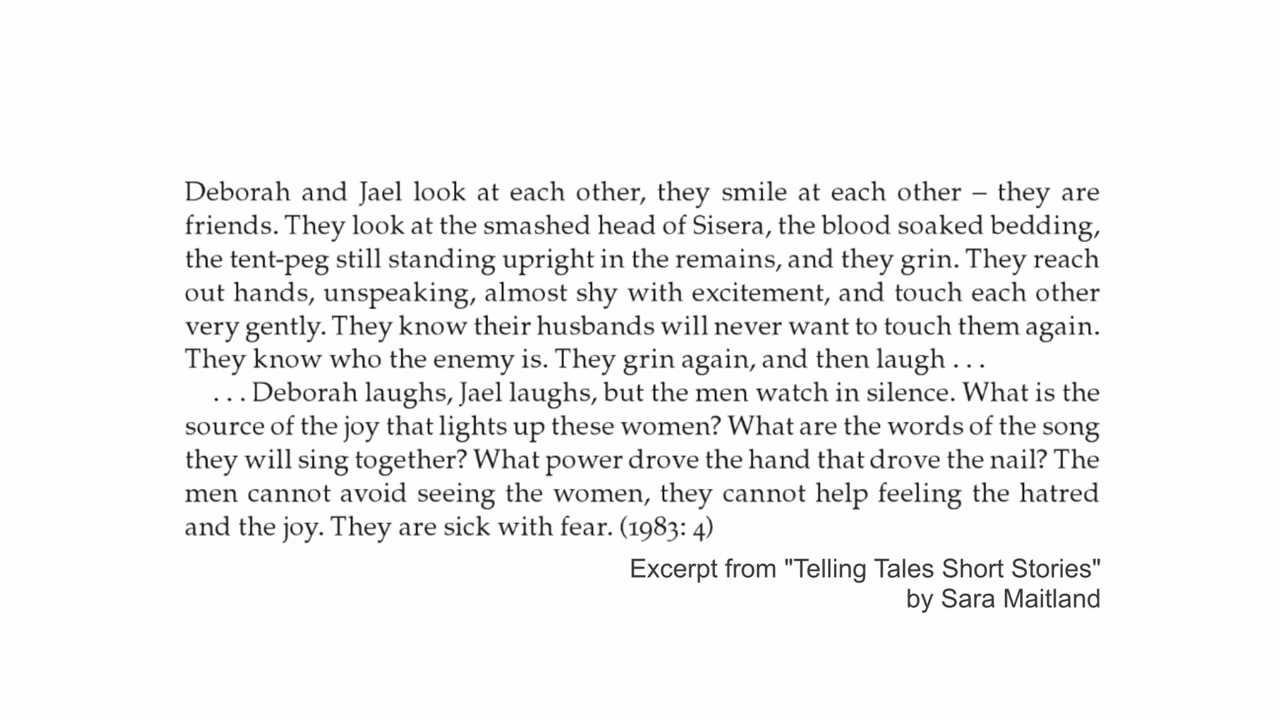 Deborah and Jael look at each other, they smile at each other – they are
friends. They look at the smashed head of Sisera, the blood soaked bedding,
the tent-peg still standing upright in the remains, and they grin. They reach
out hands, unspeaking, almost shy with excitement, and touch each other
very gently. They know their husbands will never want to touch them again.
They know who the enemy is. They grin again, and then laugh . . .
. . . Deborah laughs, Jael laughs, but the men watch in silence. What is the
source of the joy that lights up these women? What are the words of the song
they will sing together? What power drove the hand that drove the nail? The
men cannot avoid seeing the women, they cannot help feeling the hatred
and the joy. They are sick with fear. (1983: 4)
Excerpt from "Telling Tales Short Stories"
by Sara Maitland